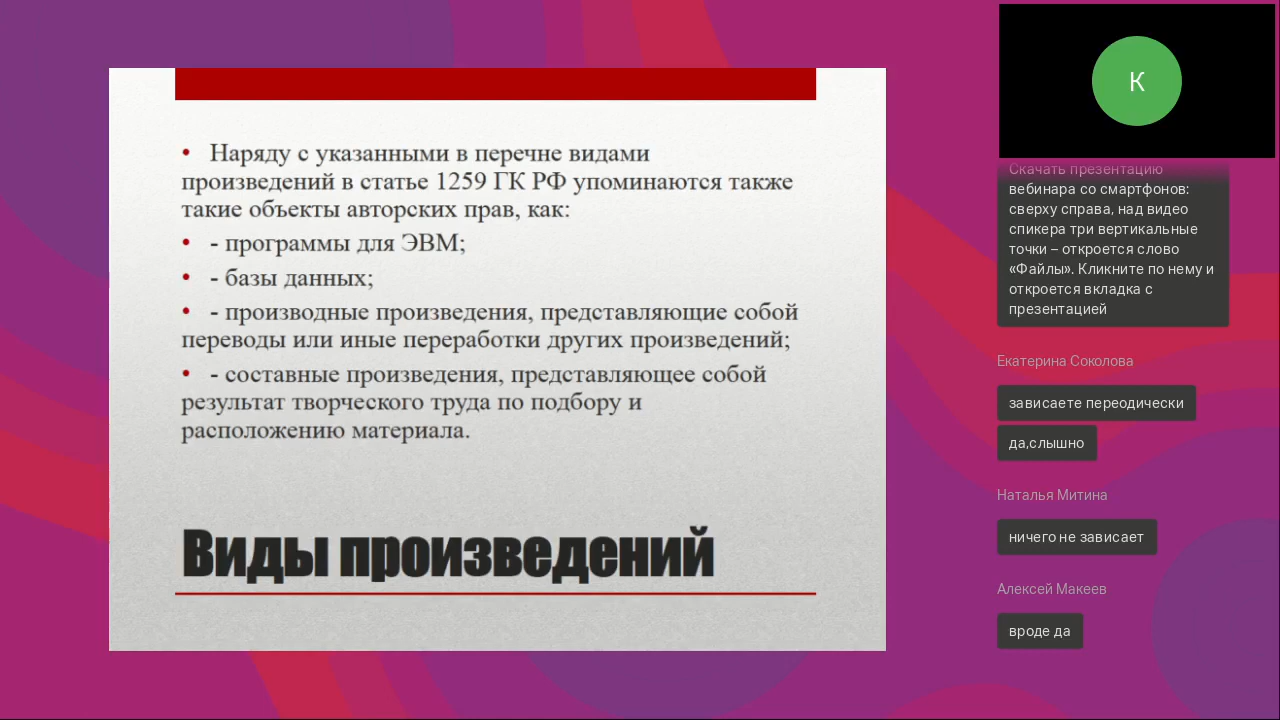 • Наряду с указанными в перечне видами
произведений в статье 1259 ГК РФ упоминаются также
такие объекты авторских прав, как:
• - программы для ЭВМ;
• - базы данных;
• - производные произведения, представляющие собой
переводы или иные переработки других произведений;
• - составные произведения, представляющее собой
результат творческого труда по подбору и
расположению материала.
Виды произведений
К
Скачать презентацию
вебинара со смартфонов:
сверху справа, над видео
спикера три вертикальные
точки – откроется слово
«Файлы». Кликните по нему и
откроется вкладка с
презентацией
Екатерина Соколова
зависаете переодически
да,слышно
Наталья Митина
ничего не зависает
Алексей Макеев
вроде да